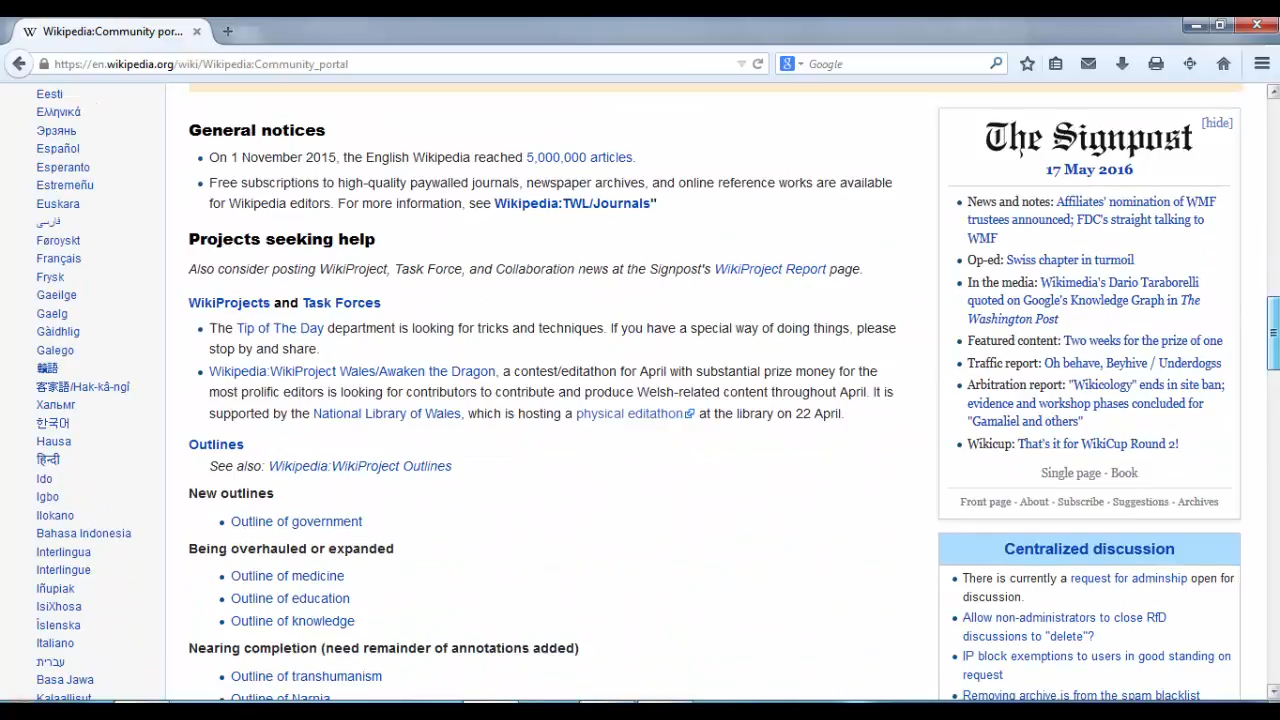 Wikipedia:Community por...
https://en.wikipedia.org/wiki/Wikipedia:Community_portal
Google
Eesti
Ελληνικά
Эрзянь
Español
Esperanto
Estremeñu
Euskara
فارسی
Føroyskt
Français
Frysk
Gaeilge
Gaelg
Gàidhlig
Galego
客家語/Hak-kâ-ngî
Хальмг
한국어
Hausa
हिन्दी
Ido
Igbo
Ilokano
Bahasa Indonesia
Interlingua
Interlingue
Iñupiak
IsiXhosa
Íslenska
Italiano
עברית
Basa Jawa
Kalaallisut
General notices
On 1 November 2015, the English Wikipedia reached 5,000,000 articles.
Free subscriptions to high-quality paywalled journals, newspaper archives, and online reference works are available
for Wikipedia editors. For more information, see Wikipedia:TWL/Journals"
Projects seeking help
Also consider posting WikiProject, Task Force, and Collaboration news at the Signpost's WikiProject Report page.
WikiProjects and Task Forces
The Tip of The Day department is looking for tricks and techniques. If you have a special way of doing things, please
stop by and share.
Wikipedia:WikiProject Wales/Awaken the Dragon, a contest/editathon for April with substantial prize money for the
most prolific editors is looking for contributors to contribute and produce Welsh-related content throughout April. It is
supported by the National Library of Wales, which is hosting a physical editathon at the library on 22 April.
Outlines
See also: Wikipedia:WikiProject Outlines
New outlines
Outline of government
Being overhauled or expanded
Outline of medicine
Outline of education
Outline of knowledge
Nearing completion (need remainder of annotations added)
Outline of transhumanism
Outline of Narnia
The Signpost
[hide]
17 May 2016
News and notes: Affiliates' nomination of WMF
trustees announced; FDC's straight talking to
WMF
Op-ed: Swiss chapter in turmoil
In the media: Wikimedia's Dario Taraborelli
quoted on Google's Knowledge Graph in The
Washington Post
Featured content: Two weeks for the prize of one
Traffic report: Oh behave, Beyhive / Underdogss
Arbitration report: "Wikicology" ends in site ban;
evidence and workshop phases concluded for
"Gamaliel and others"
Wikicup: That's it for WikiCup Round 2!
Single page - Book
Front page - About - Subscribe - Suggestions - Archives
Centralized discussion
There is currently a request for adminship open for
discussion.
Allow non-administrators to close RfD
discussions to "delete"?
IP block exemptions to users in good standing on
request
Removing archive.is from the spam blacklist